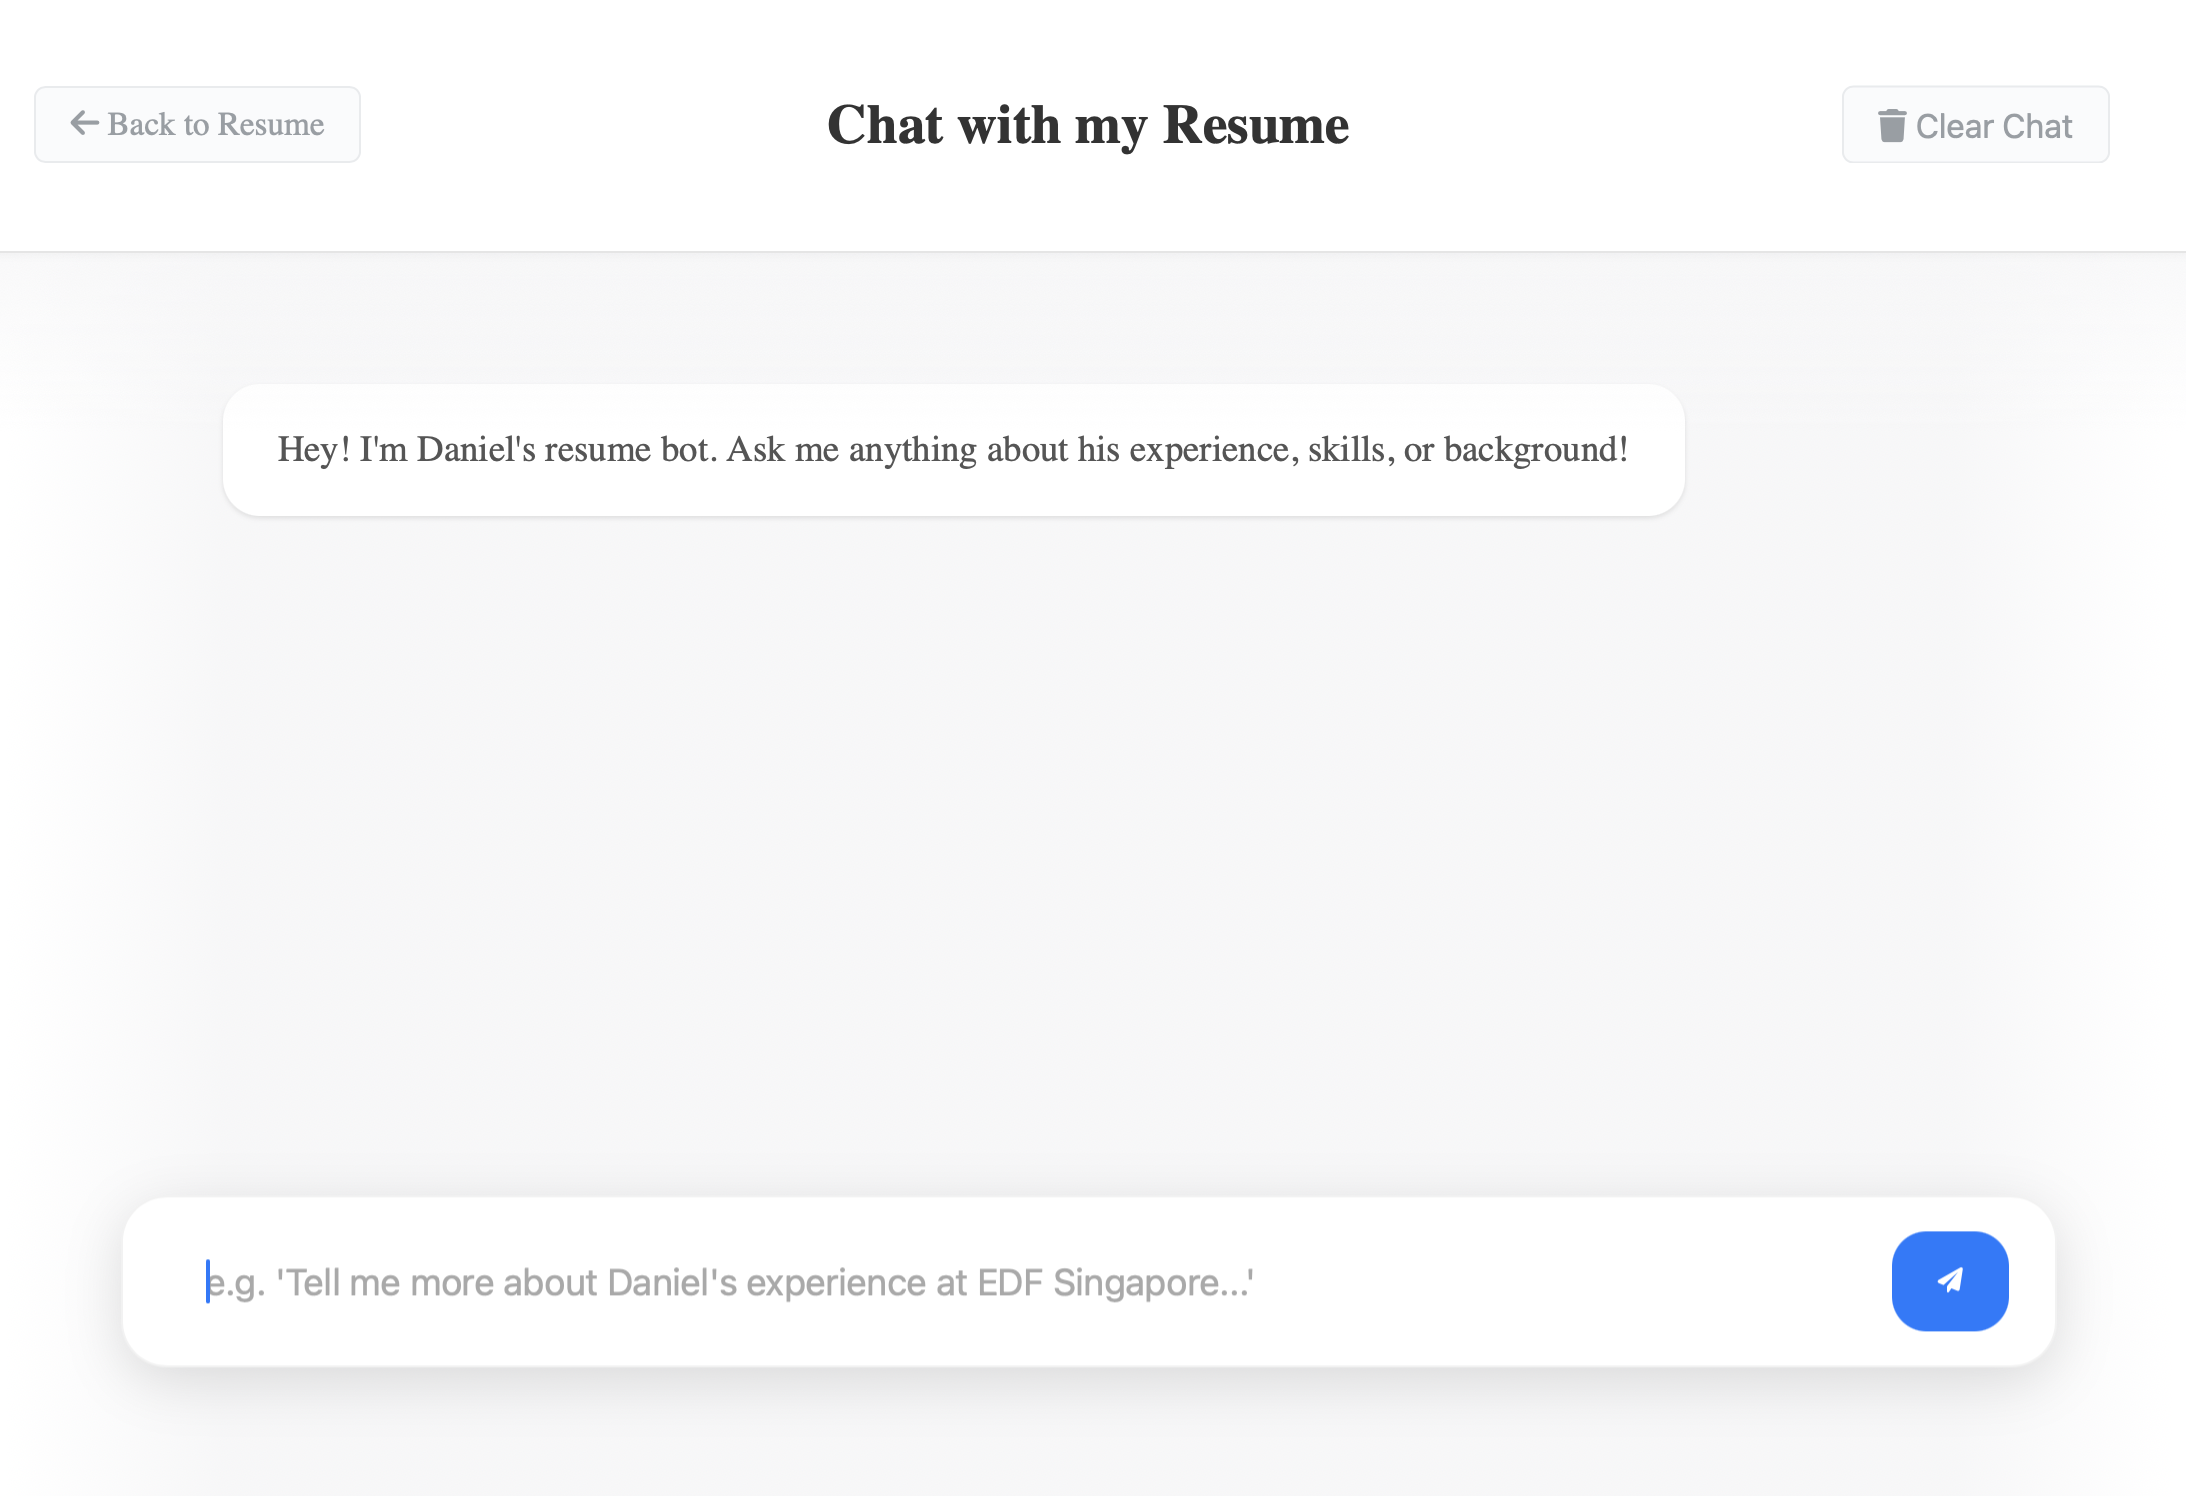 Back to Resume
Chat with my Resume
Clear Chat
Hey! I'm Daniel's resume bot. Ask me anything about his experience, skills, or background!
e.g. 'Tell me more about Daniel's experience at EDF Singapore...'